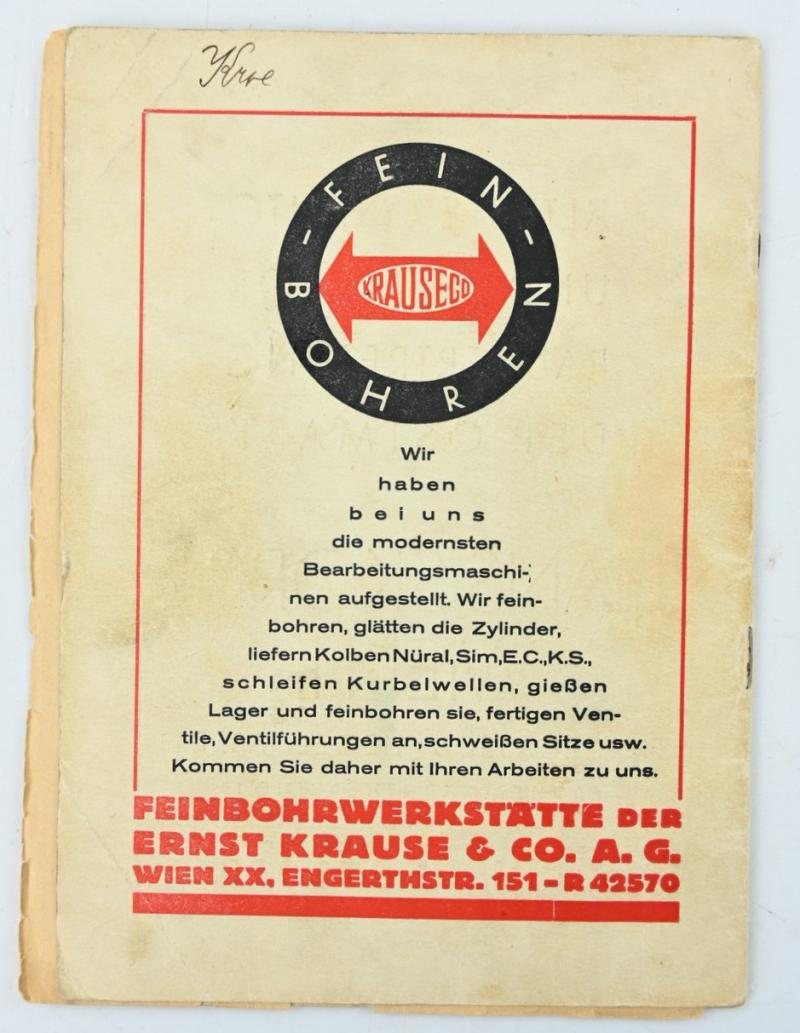 FEIN-
BOHREN-
KRAUSECO
Wir
haben
bei uns
die modernsten
Bearbeitungsmaschi-
nen aufgestellt. Wir fein-
bohren, glätten die Zylinder,
liefern Kolben Nüral, Sim, E.C., K.S.,
schleifen Kurbelwellen, gießen
Lager und feinbohren sie, fertigen Ven-
tile, Ventilführungen an, schweißen Sitze usw.
Kommen Sie daher mit Ihren Arbeiten zu uns.
FEINBOHRWERKSTÄTTE DER
ERNST KRAUSE & CO. A. G.
WIEN XX, ENGERTHSTR. 151 - R 42570